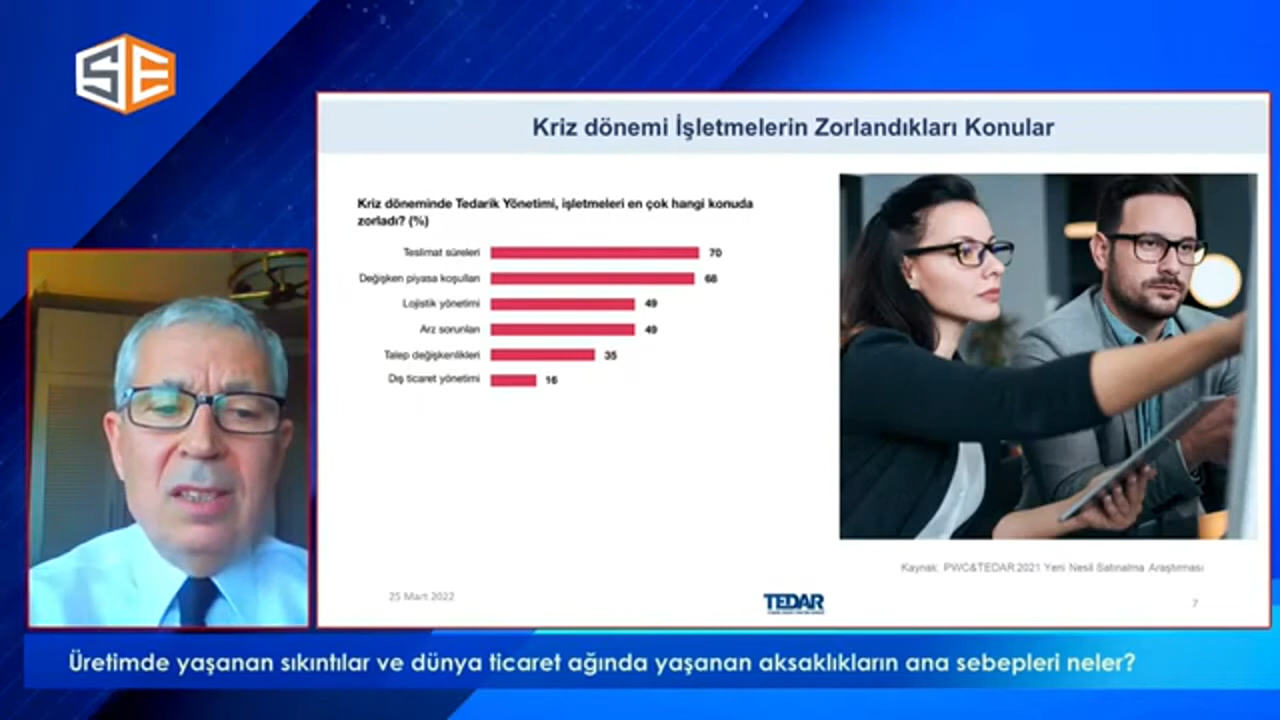 SE
Kriz dönemi İşletmelerin Zorlandıkları Konular
Kriz döneminde Tedarik Yönetimi, işletmeleri en çok hangi konuda
zorladı? (%)
Teslimat süreleri 70
Değişken piyasa koşulları 68
Lojistik yönetimi 49
Arz sorunları 49
Talep değişkenlikleri 35
Dış ticaret yönetimi 16
Kaynak: PWC&TEDAR 2021 Yeni Nesil Satınalma Araştırması
25 Mart 2022
TEDAR
7
Üretimde yaşanan sıkıntılar ve dünya ticaret ağında yaşanan aksaklıkların ana sebepleri neler?